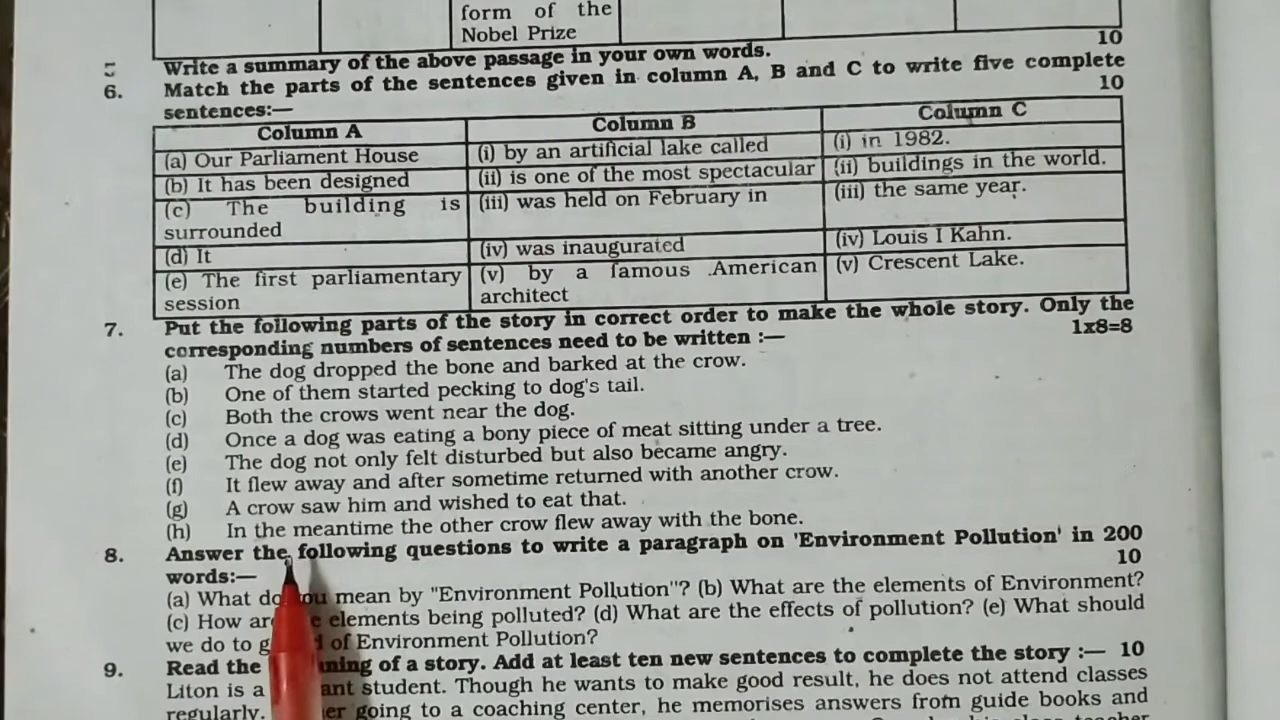 form of the
Nobel Prize
Write a summary of the above passage in your own words. 10
6. Match the parts of the sentences given in column A, B and C to write five complete
sentences:— 10
Column A Column B Column C
(a) Our Parliament House (i) by an artificial lake called (i) in 1982.
(b) It has been designed (ii) is one of the most spectacular (ii) buildings in the world.
(c) The building is (iii) was held on February in (iii) the same year.
surrounded
(d) It (iv) was inaugurated (iv) Louis I Kahn.
(e) The first parliamentary (v) by a famous American (v) Crescent Lake.
session architect
7. Put the following parts of the story in correct order to make the whole story. Only the
corresponding numbers of sentences need to be written :— 1x8=8
(a) The dog dropped the bone and barked at the crow.
(b) One of them started pecking to dog's tail.
(c) Both the crows went near the dog.
(d) Once a dog was eating a bony piece of meat sitting under a tree.
(e) The dog not only felt disturbed but also became angry.
(f) It flew away and after sometime returned with another crow.
(g) A crow saw him and wished to eat that.
(h) In the meantime the other crow flew away with the bone.
8. Answer the following questions to write a paragraph on 'Environment Pollution' in 200
words:— 10
(a) What do you mean by "Environment Pollution"? (b) What are the elements of Environment?
(c) How elements being polluted? (d) What are the effects of pollution? (e) What should
we do to of Environment Pollution?
9. Read the of a story. Add at least ten new sentences to complete the story :— 10
Liton is a student. Though he wants to make good result, he does not attend classes
regularly. going to a coaching center, he memorises answers from guide books and